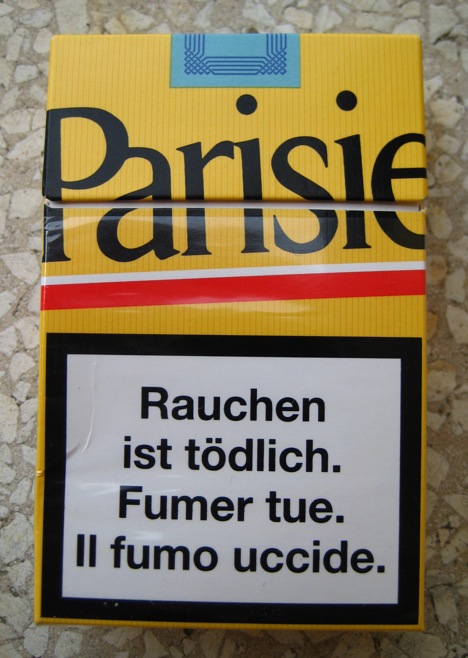 Parisie
Rauchen
ist tödlich.
Fumer tue.
Il fumo uccide.